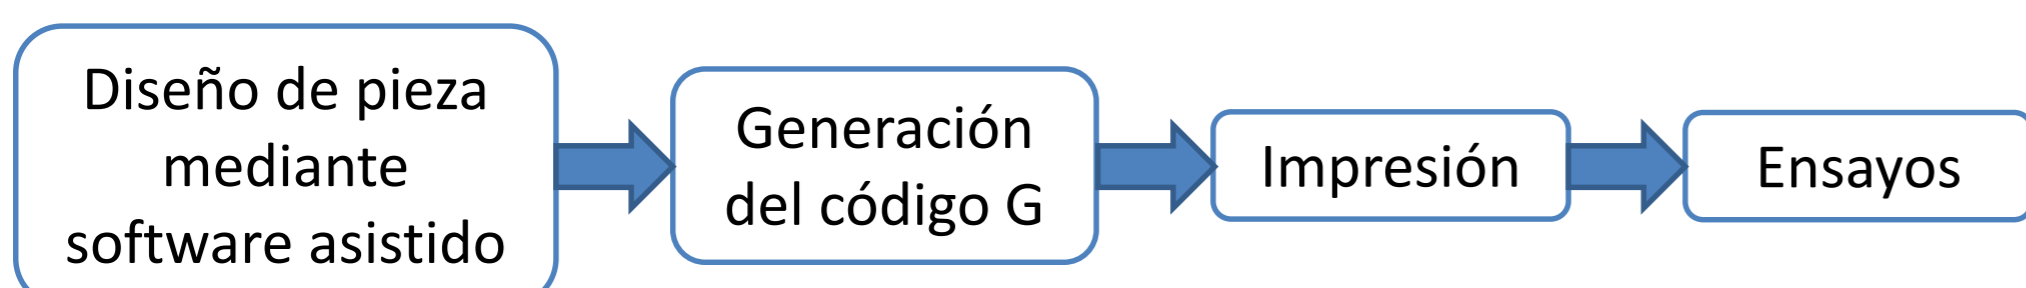 Diseño de pieza
mediante
software asistido
Generación
del código G
Impresión
Ensayos